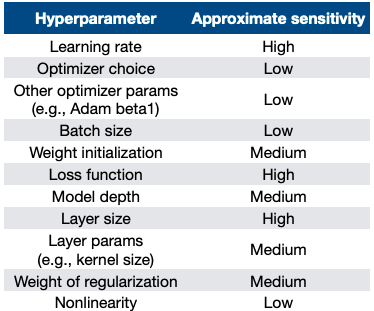 Hyperparameter Approximate sensitivity
Learning rate High
Optimizer choice Low
Other optimizer params
(e.g., Adam beta1) Low
Batch size Low
Weight initialization Medium
Loss function High
Model depth Medium
Layer size High
Layer params
(e.g., kernel size) Medium
Weight of regularization Medium
Nonlinearity Low